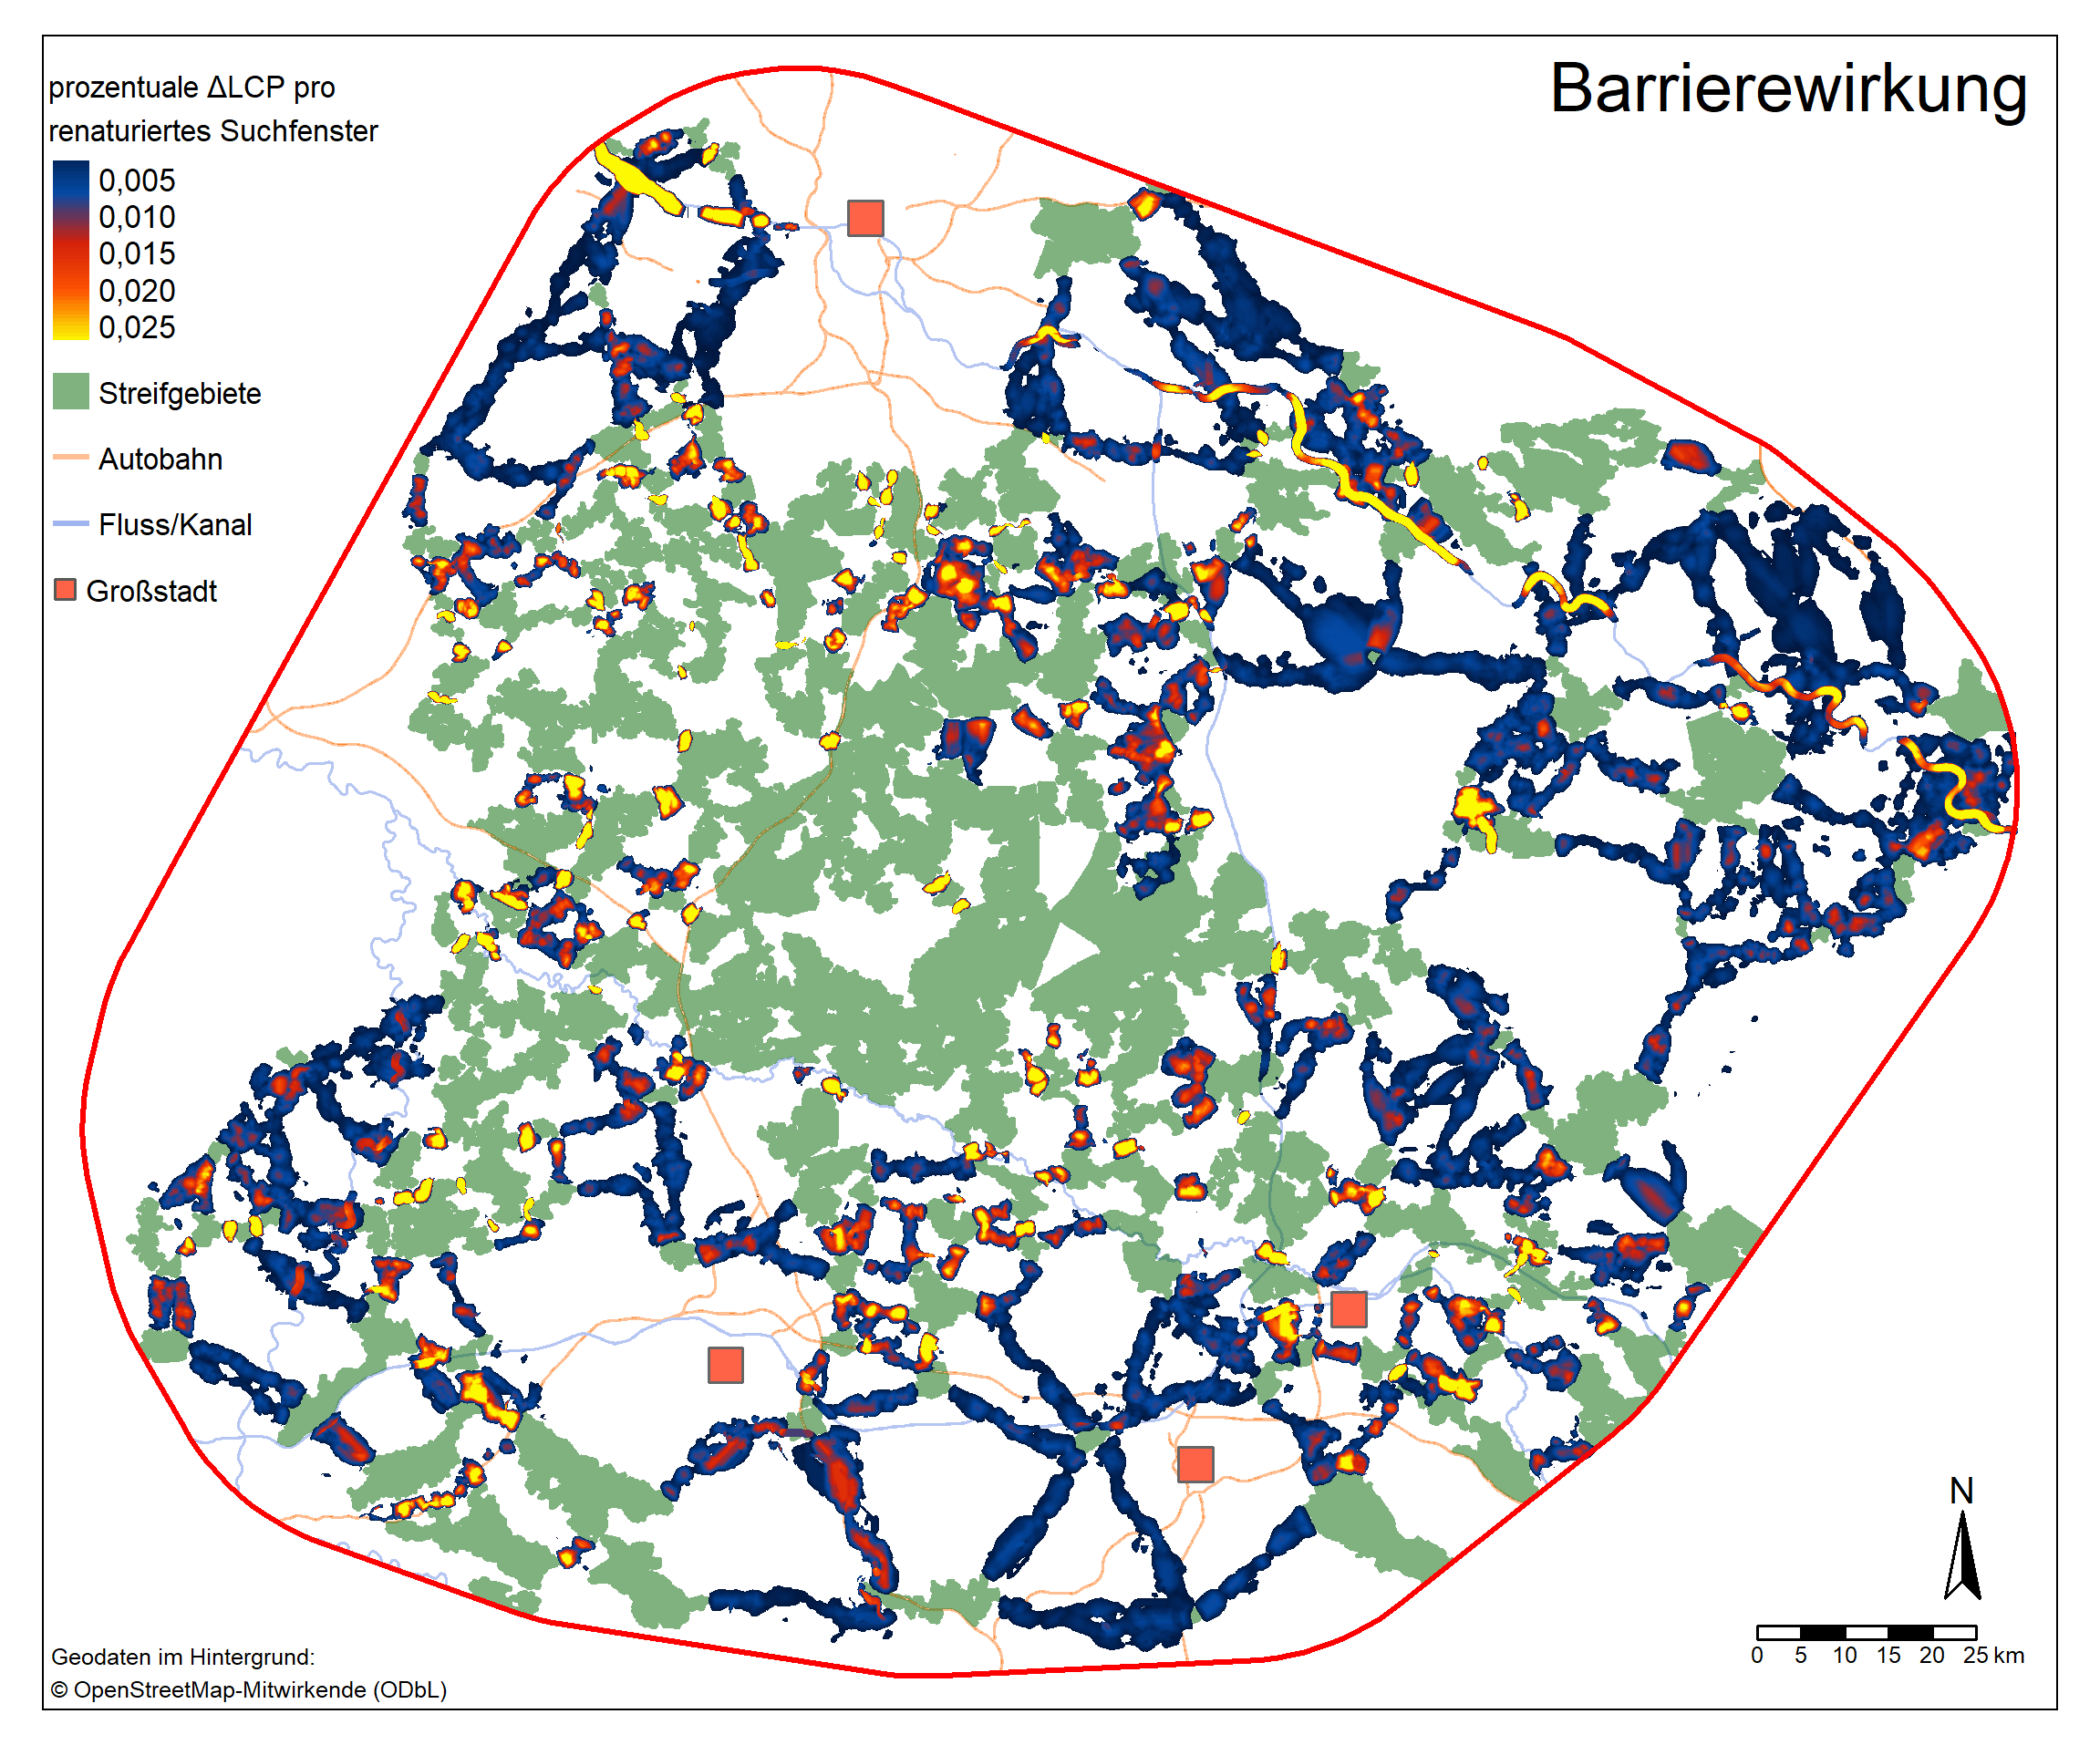 Barrierewirkung
prozentuale ΔLCP pro
renaturiertes Suchfenster
0,005
0,010
0,015
0,020
0,025
Streifgebiete
Autobahn
Fluss/Kanal
Großstadt
N
0 5 10 15 20 25 km
Geodaten im Hintergrund:
© OpenStreetMap-Mitwirkende (ODbL)